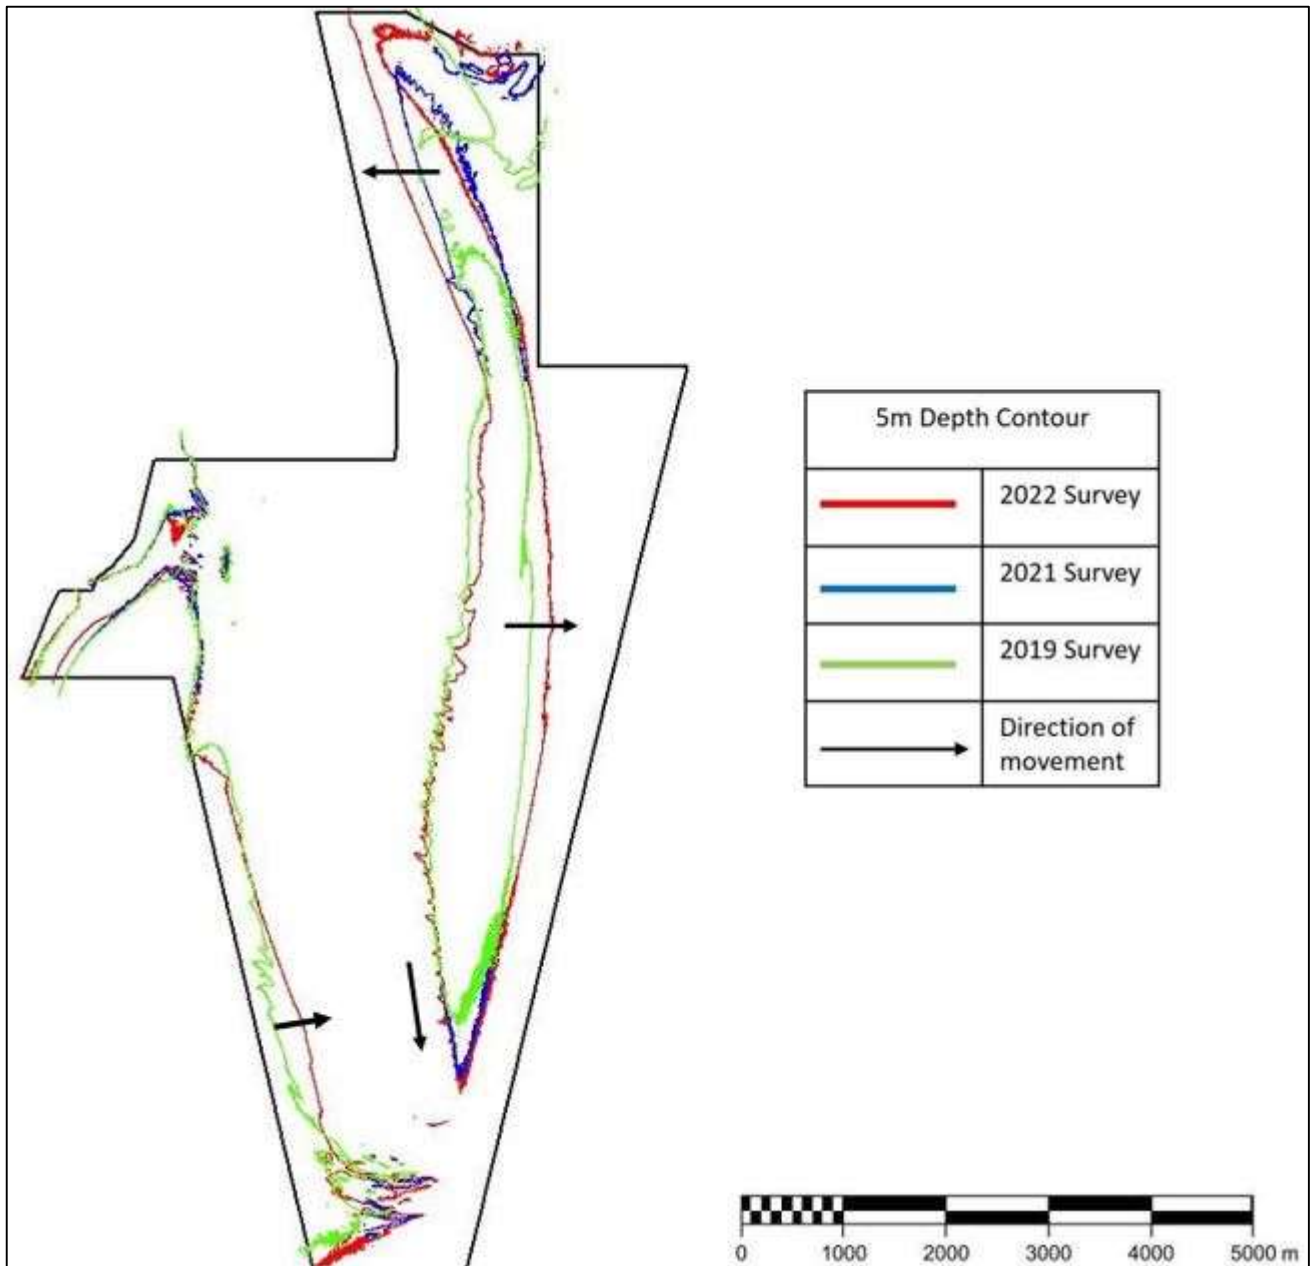 5m Depth Contour
2022 Survey
2021 Survey
2019 Survey
Direction of
movement
0 1000 2000 3000 4000 5000 m